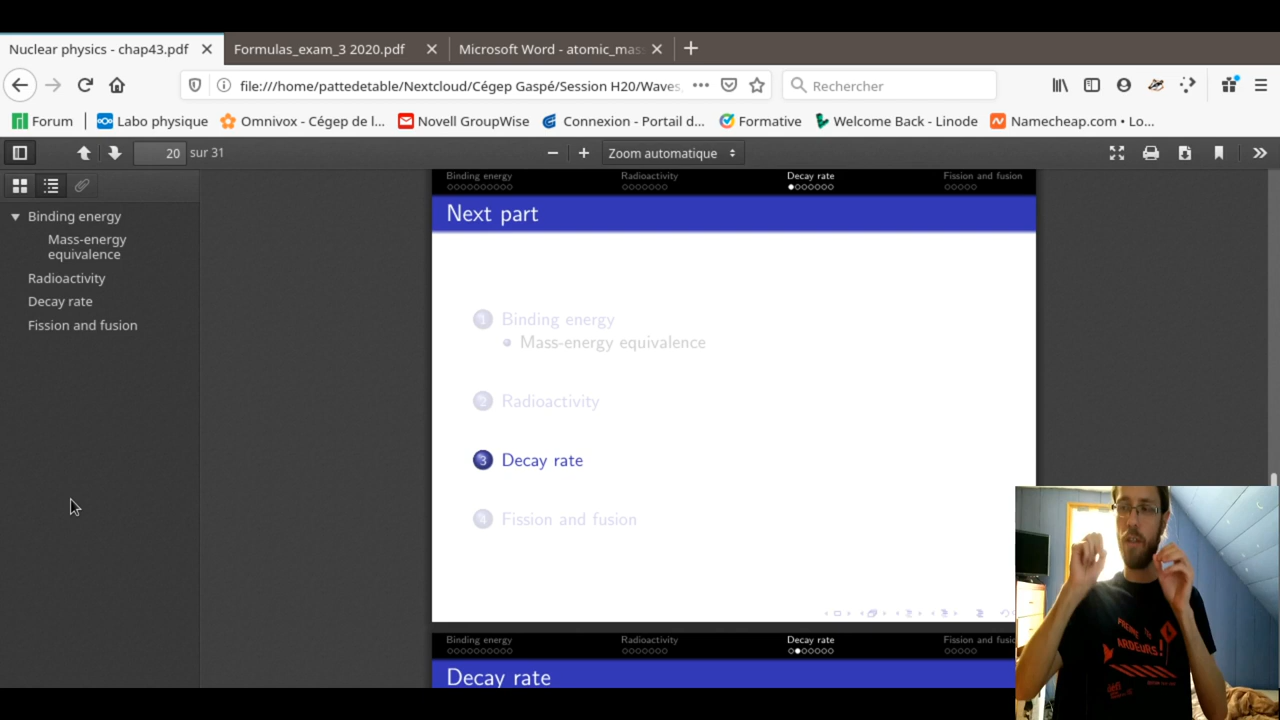 Nuclear physics - chap43.pdf
Formulas_exam_3 2020.pdf
Microsoft Word - atomic_mas
file:///home/pattedetable/Nextcloud/Cégep Gaspé/Session H20/Waves
Rechercher
Forum
Labo physique
Omnivox - Cégep de l...
Novell GroupWise
Connexion - Portail d...
Formative
Welcome Back - Linode
Namecheap.com • Lo...
20 sur 31
Zoom automatique
Binding energy
Mass-energy
equivalence
Radioactivity
Decay rate
Fission and fusion
Binding energy Radioactivity Decay rate Fission and fusion
Next part
1 Binding energy
Mass-energy equivalence
2 Radioactivity
3 Decay rate
4 Fission and fusion
Binding energy Radioactivity Decay rate Fission and fusio
Decay rate
ARDEURS!